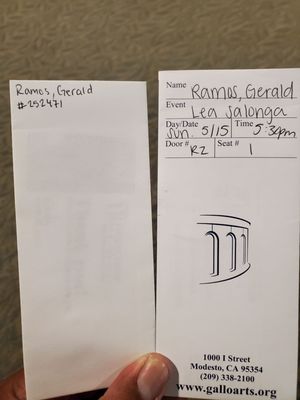 Ramos, Gerald
#252471
Name Ramos, Gerald
Event Lea Salonga
Day/Date Sun. 5/15 Time 5:30pm
Door # R2 Seat # 1
1000 I Street
Modesto, CA 95354
(209) 338-2100
www.galloarts.org